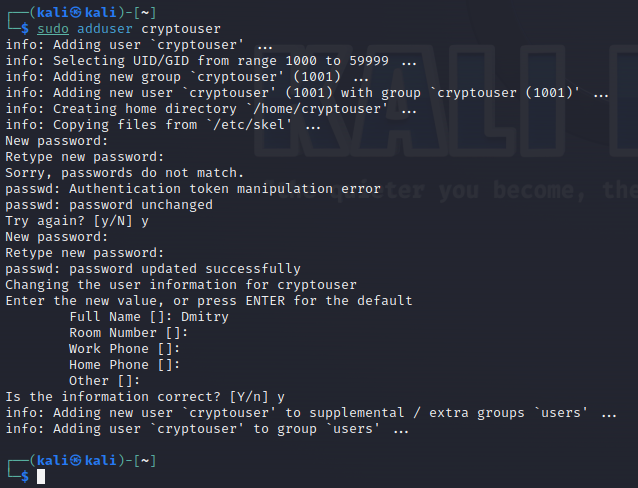 ┌──(kali㉿kali)-[~]
└─$ sudo adduser cryptouser
info: Adding user `cryptouser' ...
info: Selecting UID/GID from range 1000 to 59999 ...
info: Adding new group `cryptouser' (1001) ...
info: Adding new user `cryptouser' (1001) with group `cryptouser (1001)' ...
info: Creating home directory `/home/cryptouser' ...
info: Copying files from `/etc/skel' ...
New password:
Retype new password:
Sorry, passwords do not match.
passwd: Authentication token manipulation error
passwd: password unchanged
Try again? [y/N] y
New password:
Retype new password:
passwd: password updated successfully
Changing the user information for cryptouser
Enter the new value, or press ENTER for the default
        Full Name []: Dmitry
        Room Number []:
        Work Phone []:
        Home Phone []:
        Other []:
Is the information correct? [Y/n] y
info: Adding new user `cryptouser' to supplemental / extra groups `users' ...
info: Adding user `cryptouser' to group `users' ...
┌──(kali㉿kali)-[~]
└─$
KALI
quieter you become, the